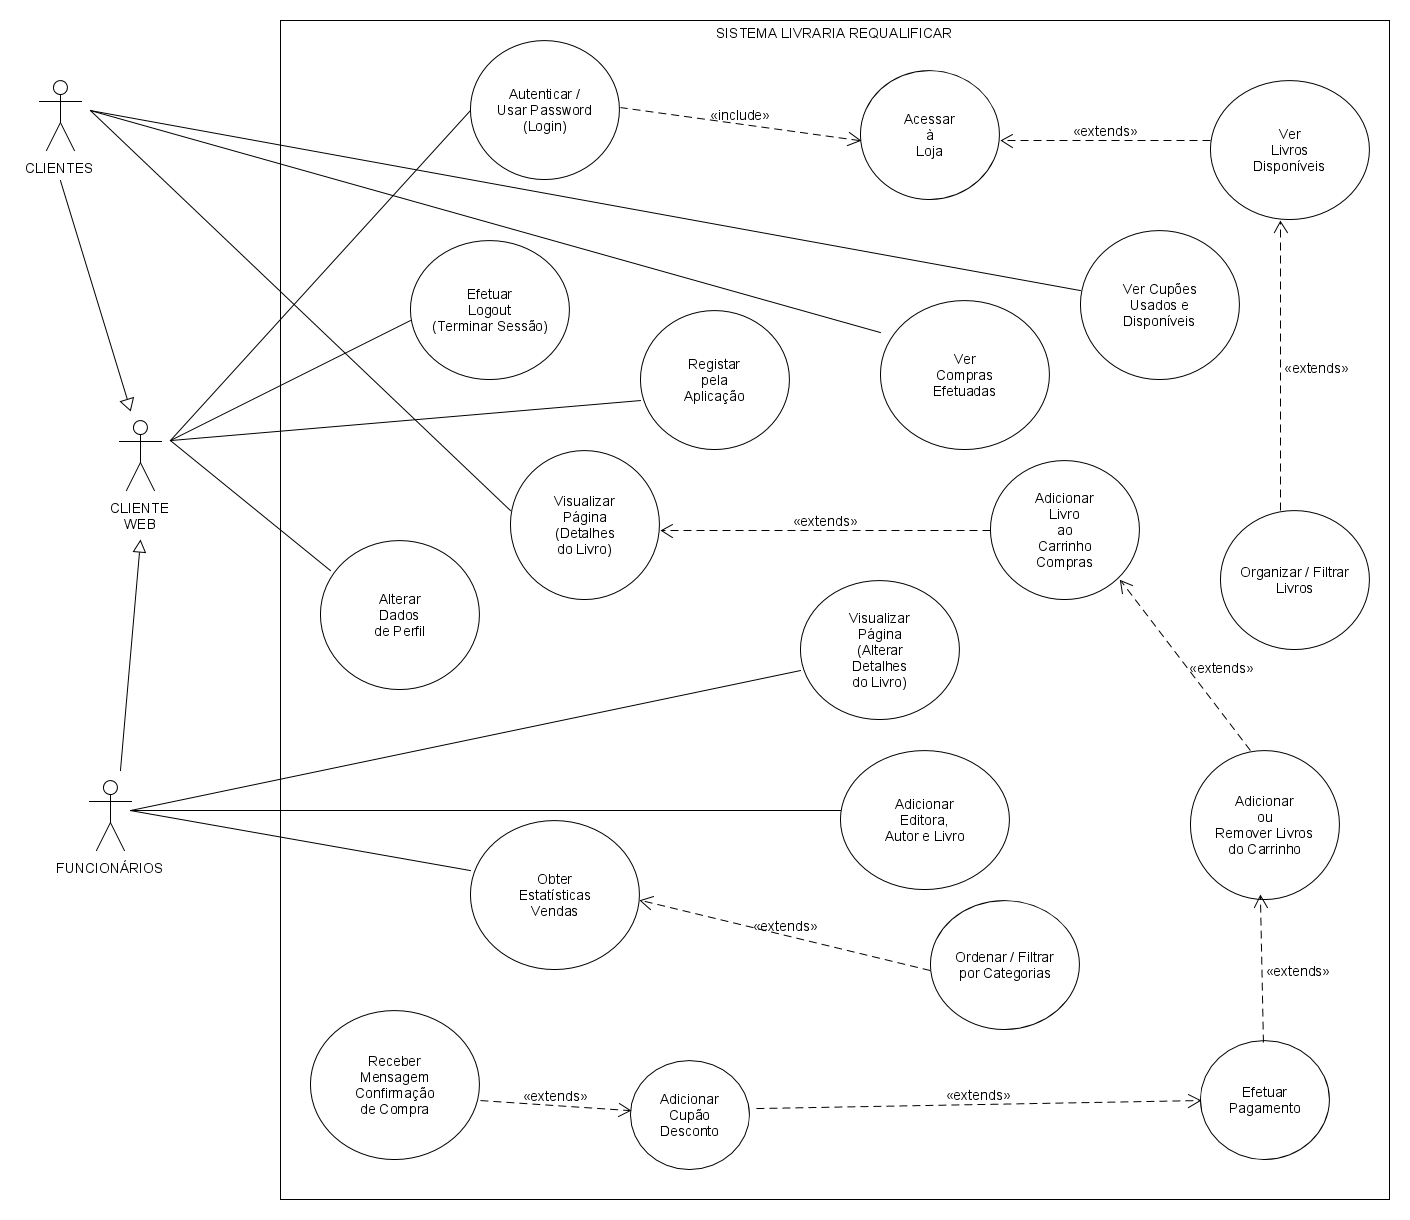 SISTEMA LIVRARIA REQUALIFICAR
CLIENTES
Autenticar /
Usar Password
(Login)
«include»
Acessar
à
Loja
«extends»
Ver
Livros
Disponíveis
Efetuar
Logout
(Terminar Sessão)
Registar
pela
Aplicação
Ver
Compras
Efetuadas
Ver Cupões
Usados e
Disponíveis
«extends»
CLIENTE
WEB
Visualizar
Página
(Detalhes
do Livro)
«extends»
Adicionar
Livro
ao
Carrinho
Compras
Organizar / Filtrar
Livros
Alterar
Dados
de Perfil
Visualizar
Página
(Alterar
Detalhes
do Livro)
«extends»
FUNCIONÁRIOS
Adicionar
Editora,
Autor e Livro
Adicionar
ou
Remover Livros
do Carrinho
Obter
Estatísticas
Vendas
«extends»
Ordenar / Filtrar
por Categorias
«extends»
Receber
Mensagem
Confirmação
de Compra
«extends»
Adicionar
Cupão
Desconto
«extends»
Efetuar
Pagamento